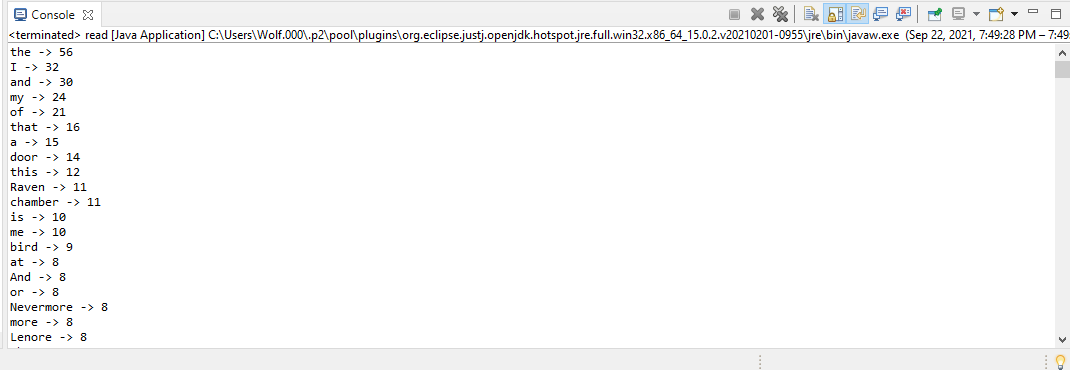 Console
<terminated> read [Java Application] C:\Users\Wolf.000\.p2\pool\plugins\org.eclipse.justj.openjdk.hotspot.jre.full.win32.x86_64_15.0.2.v20210201-0955\jre\bin\javaw.exe (Sep 22, 2021, 7:49:28 PM – 7:49
the -> 56
I -> 32
and -> 30
my -> 24
of -> 21
that -> 16
a -> 15
door -> 14
this -> 12
Raven -> 11
chamber -> 11
is -> 10
me -> 10
bird -> 9
at -> 8
And -> 8
or -> 8
Nevermore -> 8
more -> 8
Lenore -> 8